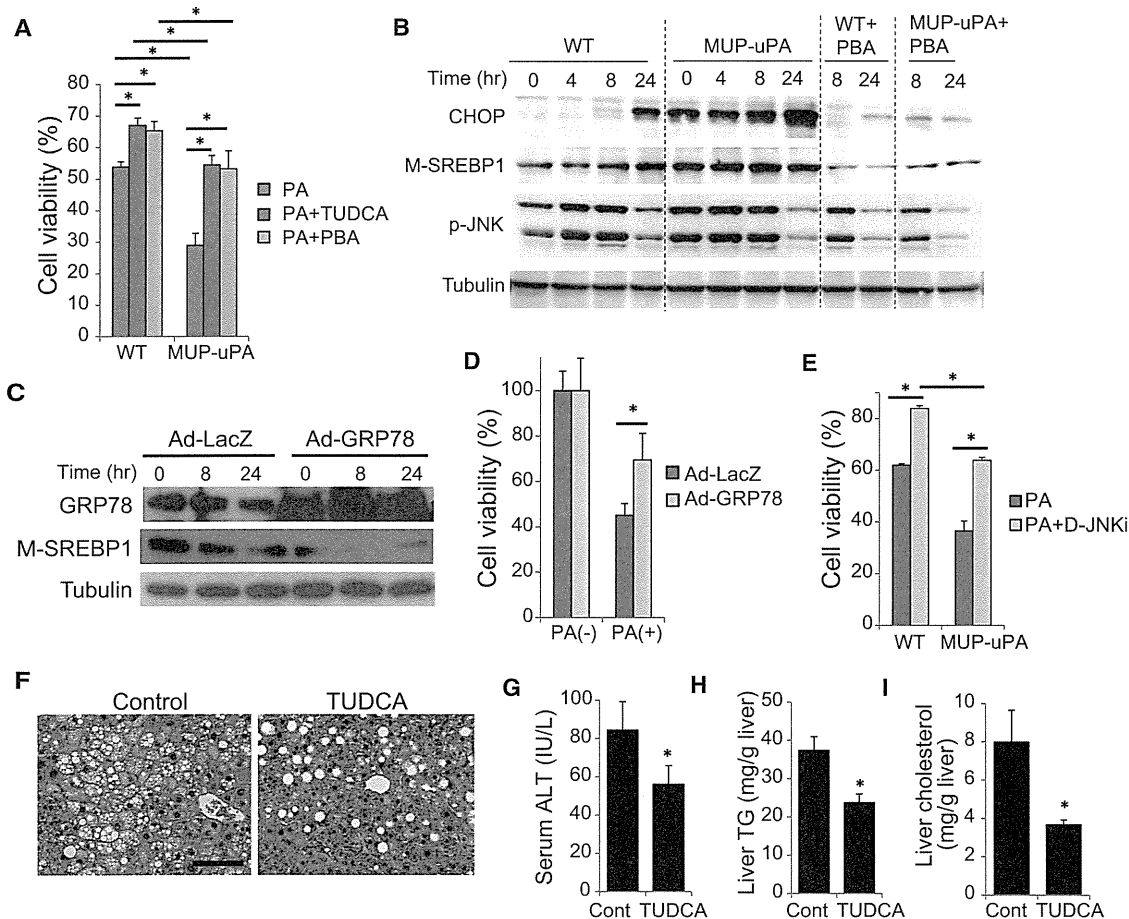 A
*
*
*
*
*
*
*
Cell viability (%)
80
70
60
50
40
30
20
10
0
WT MUP-uPA
PA
PA+TUDCA
PA+PBA
B
WT MUP-uPA WT+ PBA MUP-uPA+ PBA
Time (hr) 0 4 8 24 0 4 8 24 8 24 8 24
CHOP
M-SREBP1
p-JNK
Tubulin
C
Ad-LacZ Ad-GRP78
Time (hr) 0 8 24 0 8 24
GRP78
M-SREBP1
Tubulin
D
Cell viability (%)
100
80
60
40
20
0
*
PA(-) PA(+)
Ad-LacZ
Ad-GRP78
E
Cell viability (%)
80
60
40
20
0
*
*
*
WT MUP-uPA
PA
PA+D-JNKi
F
Control TUDCA
G
Serum ALT (IU/L)
100
80
60
40
20
0
*
Cont TUDCA
H
Liver TG (mg/g liver)
50
40
30
20
10
0
*
Cont TUDCA
I
Liver cholesterol
(mg/g liver)
10
8
6
4
2
0
*
Cont TUDCA